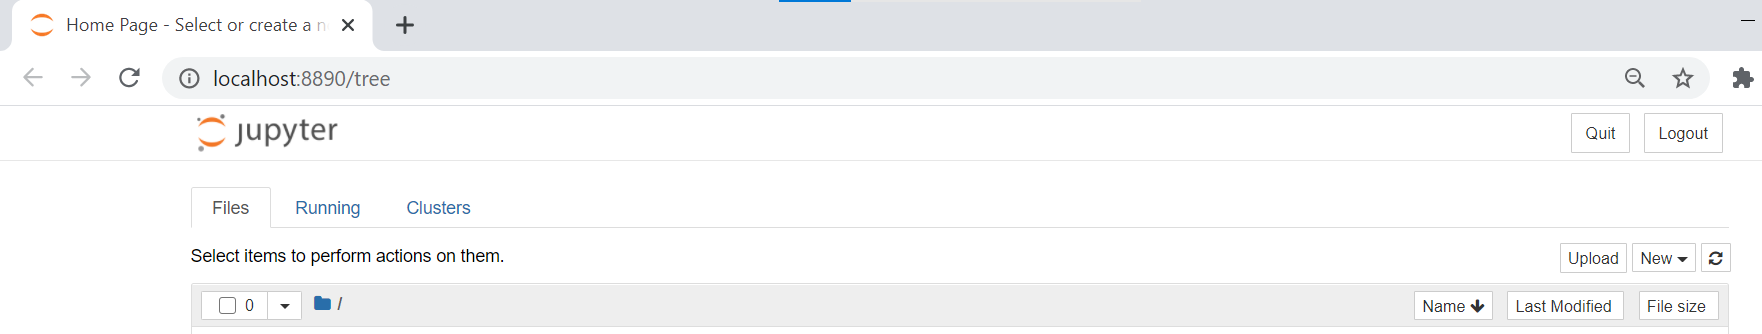 Home Page - Select or create a n
localhost:8890/tree
jupyter
Quit Logout
Files Running Clusters
Select items to perform actions on them.
Upload New
0 / Name Last Modified File size